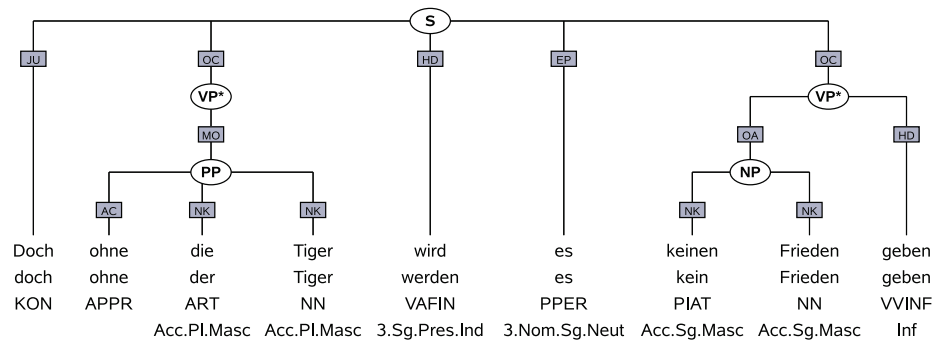 S
JU OC HD EP OC
VP* VP*
MO OA HD
PP NP
AC NK NK NK NK
Doch ohne die Tiger wird es keinen Frieden geben
doch ohne der Tiger werden es kein Frieden geben
KON APPR ART NN VAFIN PPER PIAT NN VVINF
Acc.Pl.Masc Acc.Pl.Masc 3.Sg.Pres.Ind 3.Nom.Sg.Neut Acc.Sg.Masc Acc.Sg.Masc Inf